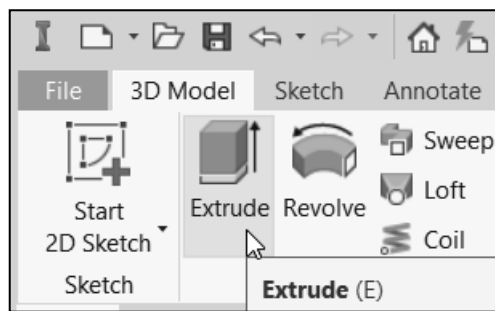 File 3D Model Sketch Annotate
Start
2D Sketch
Extrude
Revolve
Sweep
Loft
Coil
Sketch
Extrude (E)